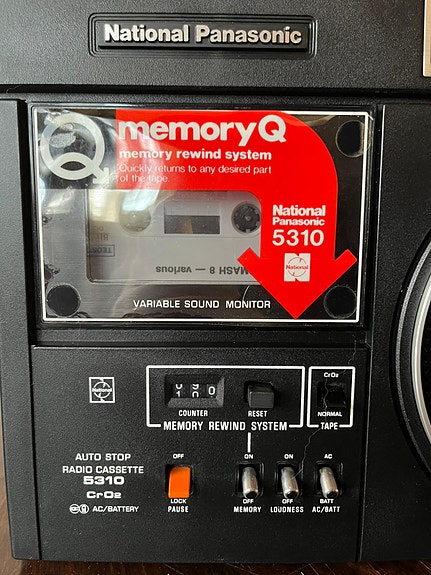 National Panasonic
Q memoryQ
memory rewind system
Quickly returns to any desired part
of the tape.
National
Panasonic
5310
National
MASH 8 — various
VARIABLE SOUND MONITOR
National
COUNTER
RESET
MEMORY REWIND SYSTEM
CrO2
NORMAL
TAPE
AUTO STOP
RADIO CASSETTE
5310
CrO2
AC/BATTERY
OFF
LOCK
PAUSE
ON
OFF
MEMORY
ON
OFF
LOUDNESS
AC
BATT
AC/BATT